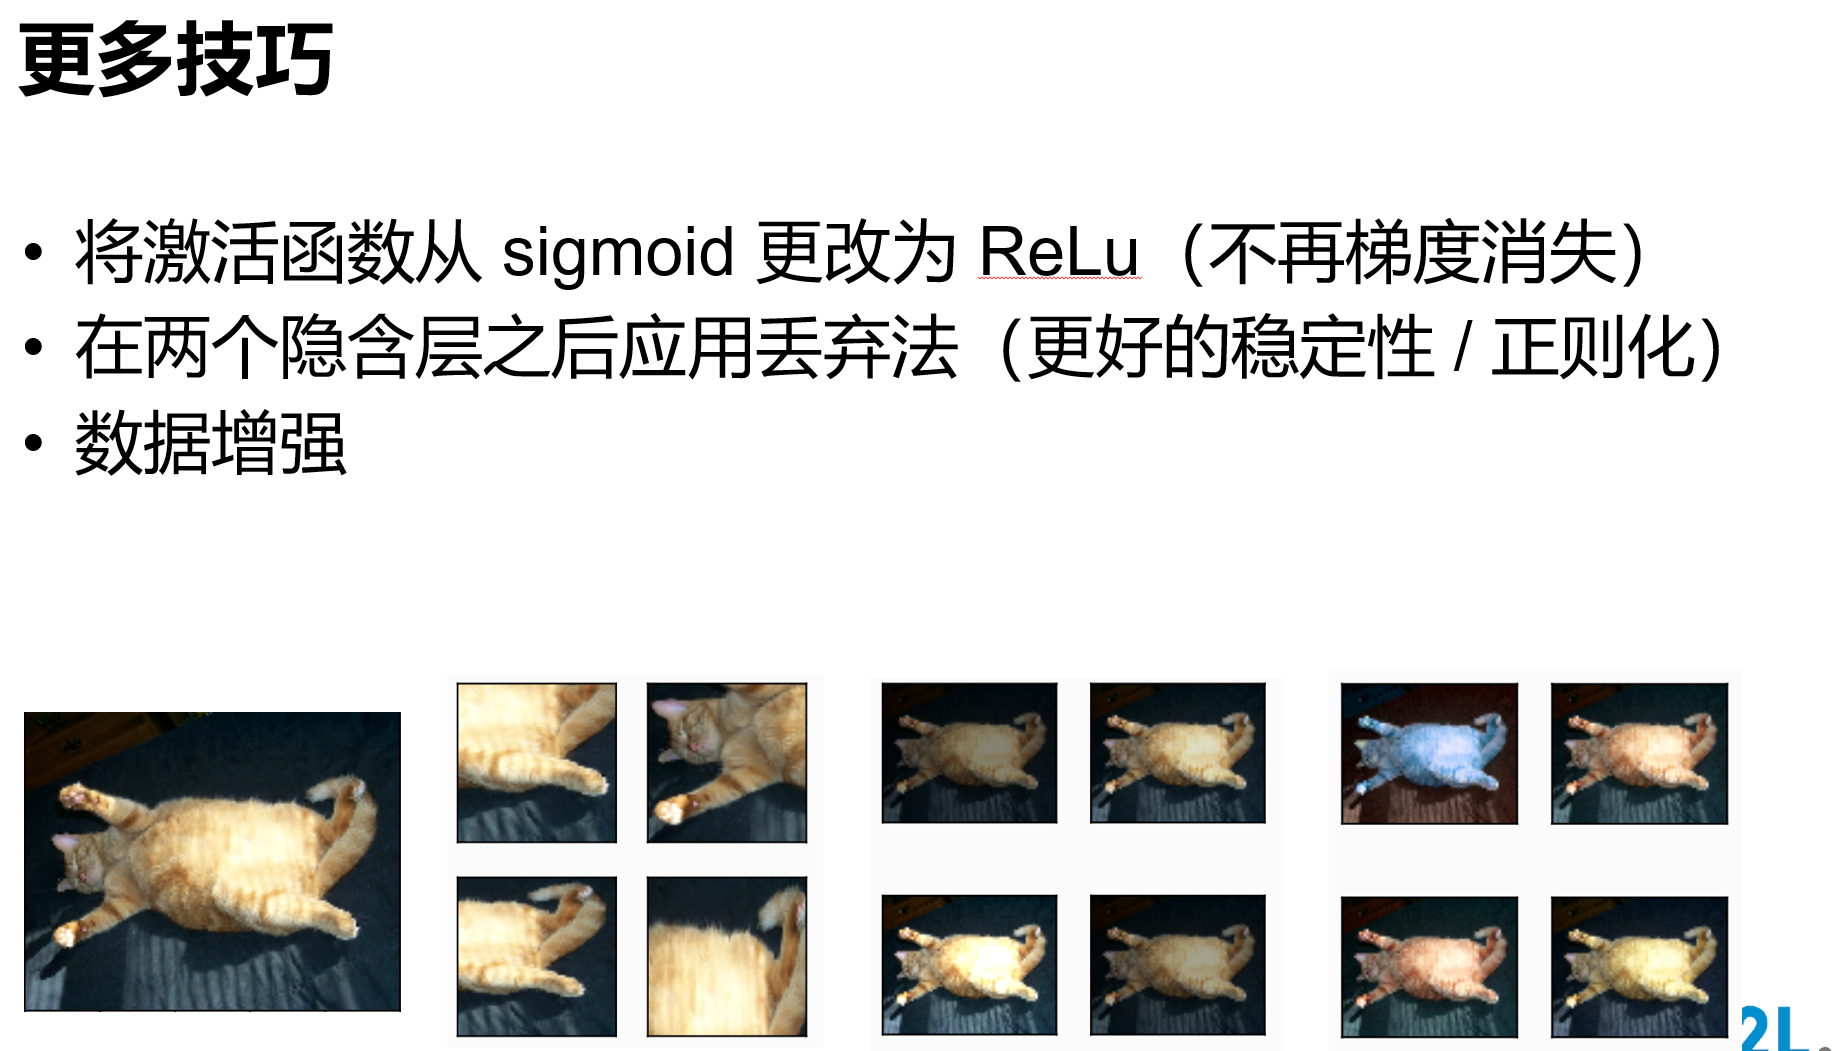 更多技巧
• 将激活函数从 sigmoid 更改为 ReLu（不再梯度消失）
• 在两个隐含层之后应用丢弃法（更好的稳定性 / 正则化）
• 数据增强
2L.